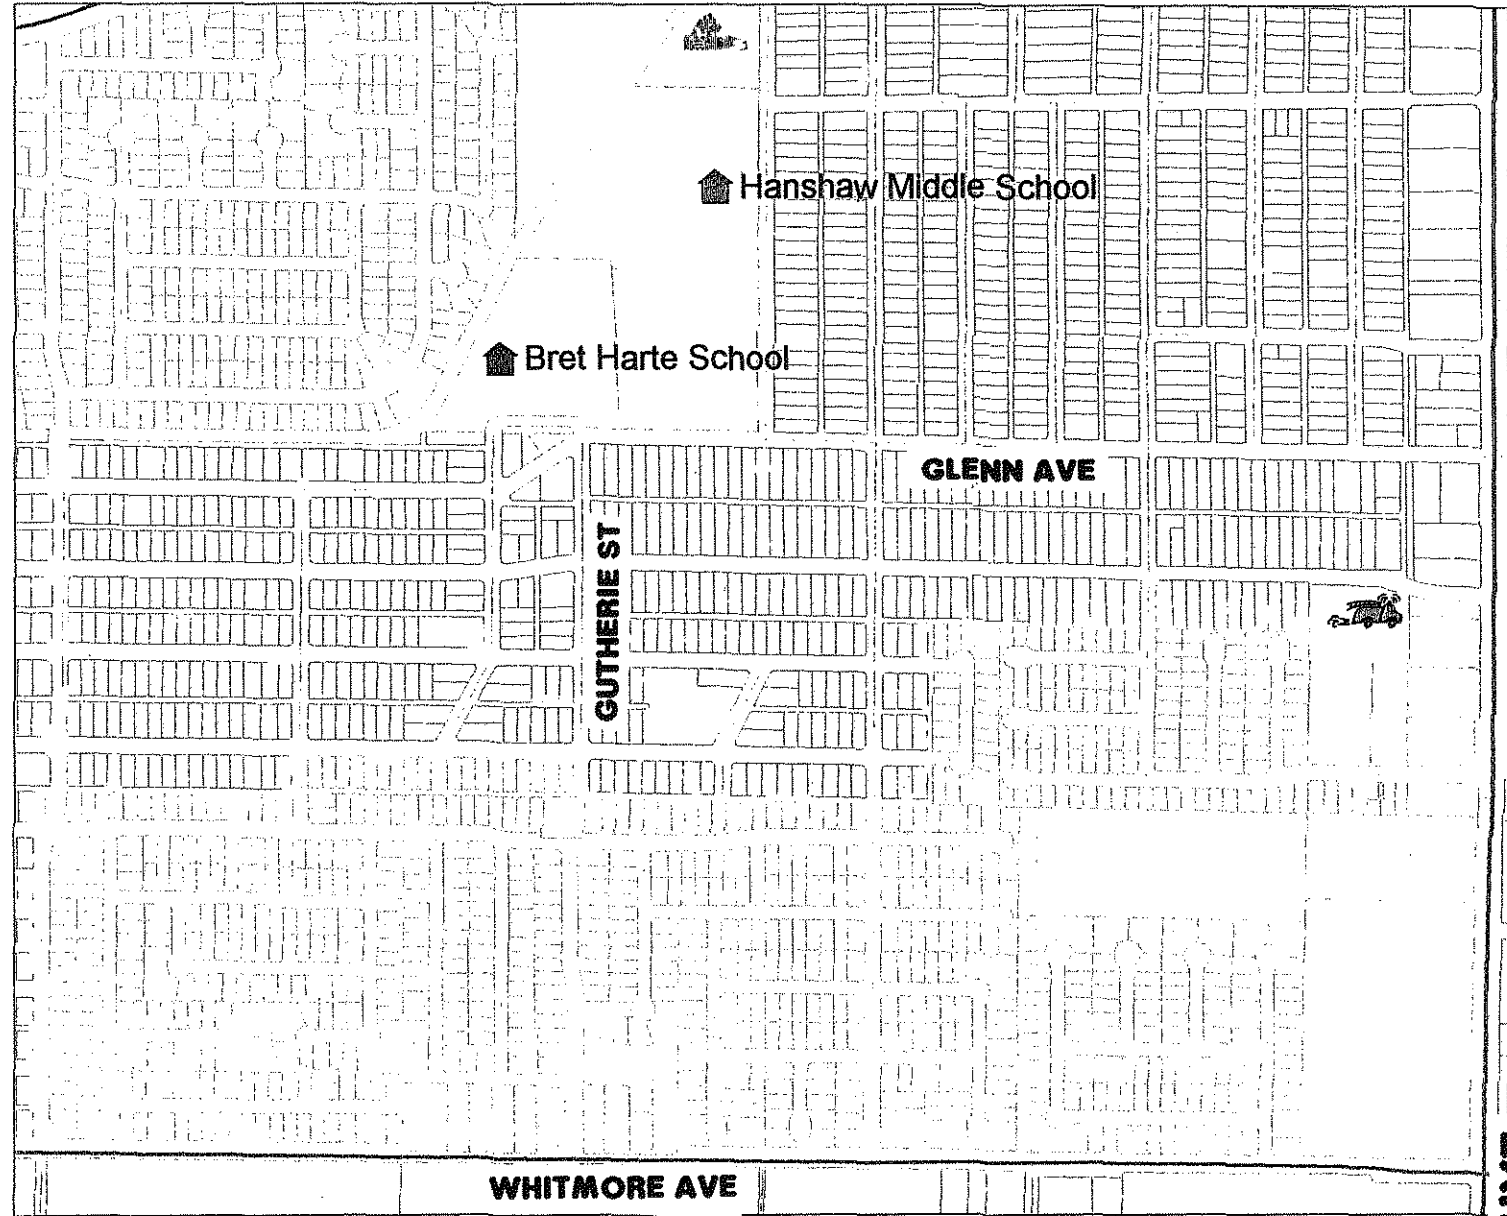 Hanshaw Middle School
Bret Harte School
GLENN AVE
GUTHERIE ST
WHITMORE AVE